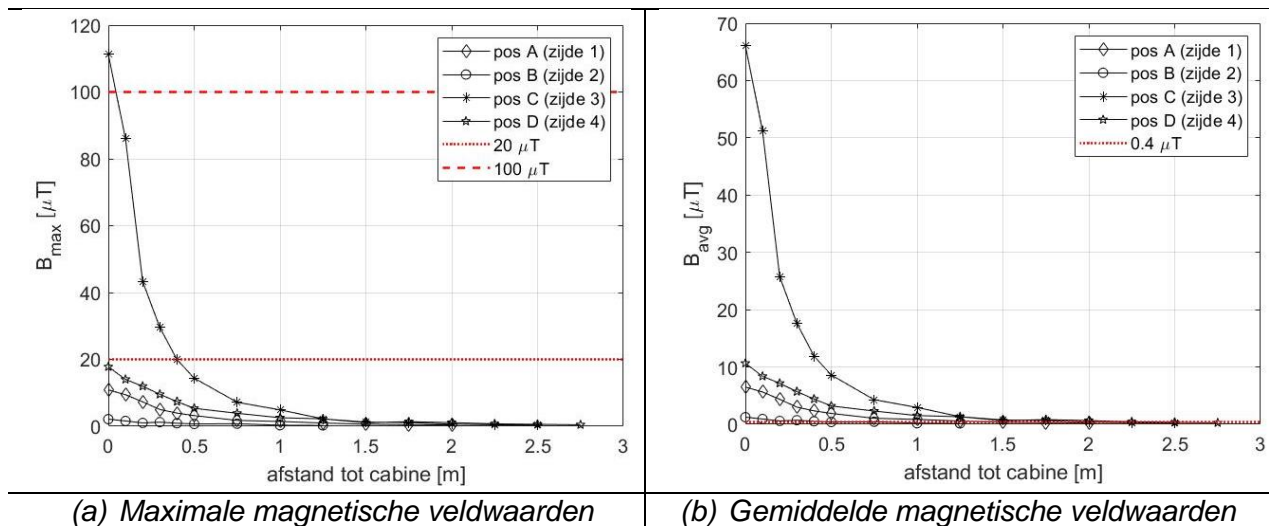 120
100
80
60
40
20
0
B_max [μT]
0
0.5
1
1.5
2
2.5
3
afstand tot cabine [m]
pos A (zijde 1)
pos B (zijde 2)
pos C (zijde 3)
pos D (zijde 4)
20 μT
100 μT
(a) Maximale magnetische veldwaarden
70
60
50
40
30
20
10
0
B_avg [μT]
0
0.5
1
1.5
2
2.5
3
afstand tot cabine [m]
pos A (zijde 1)
pos B (zijde 2)
pos C (zijde 3)
pos D (zijde 4)
0.4 μT
(b) Gemiddelde magnetische veldwaarden